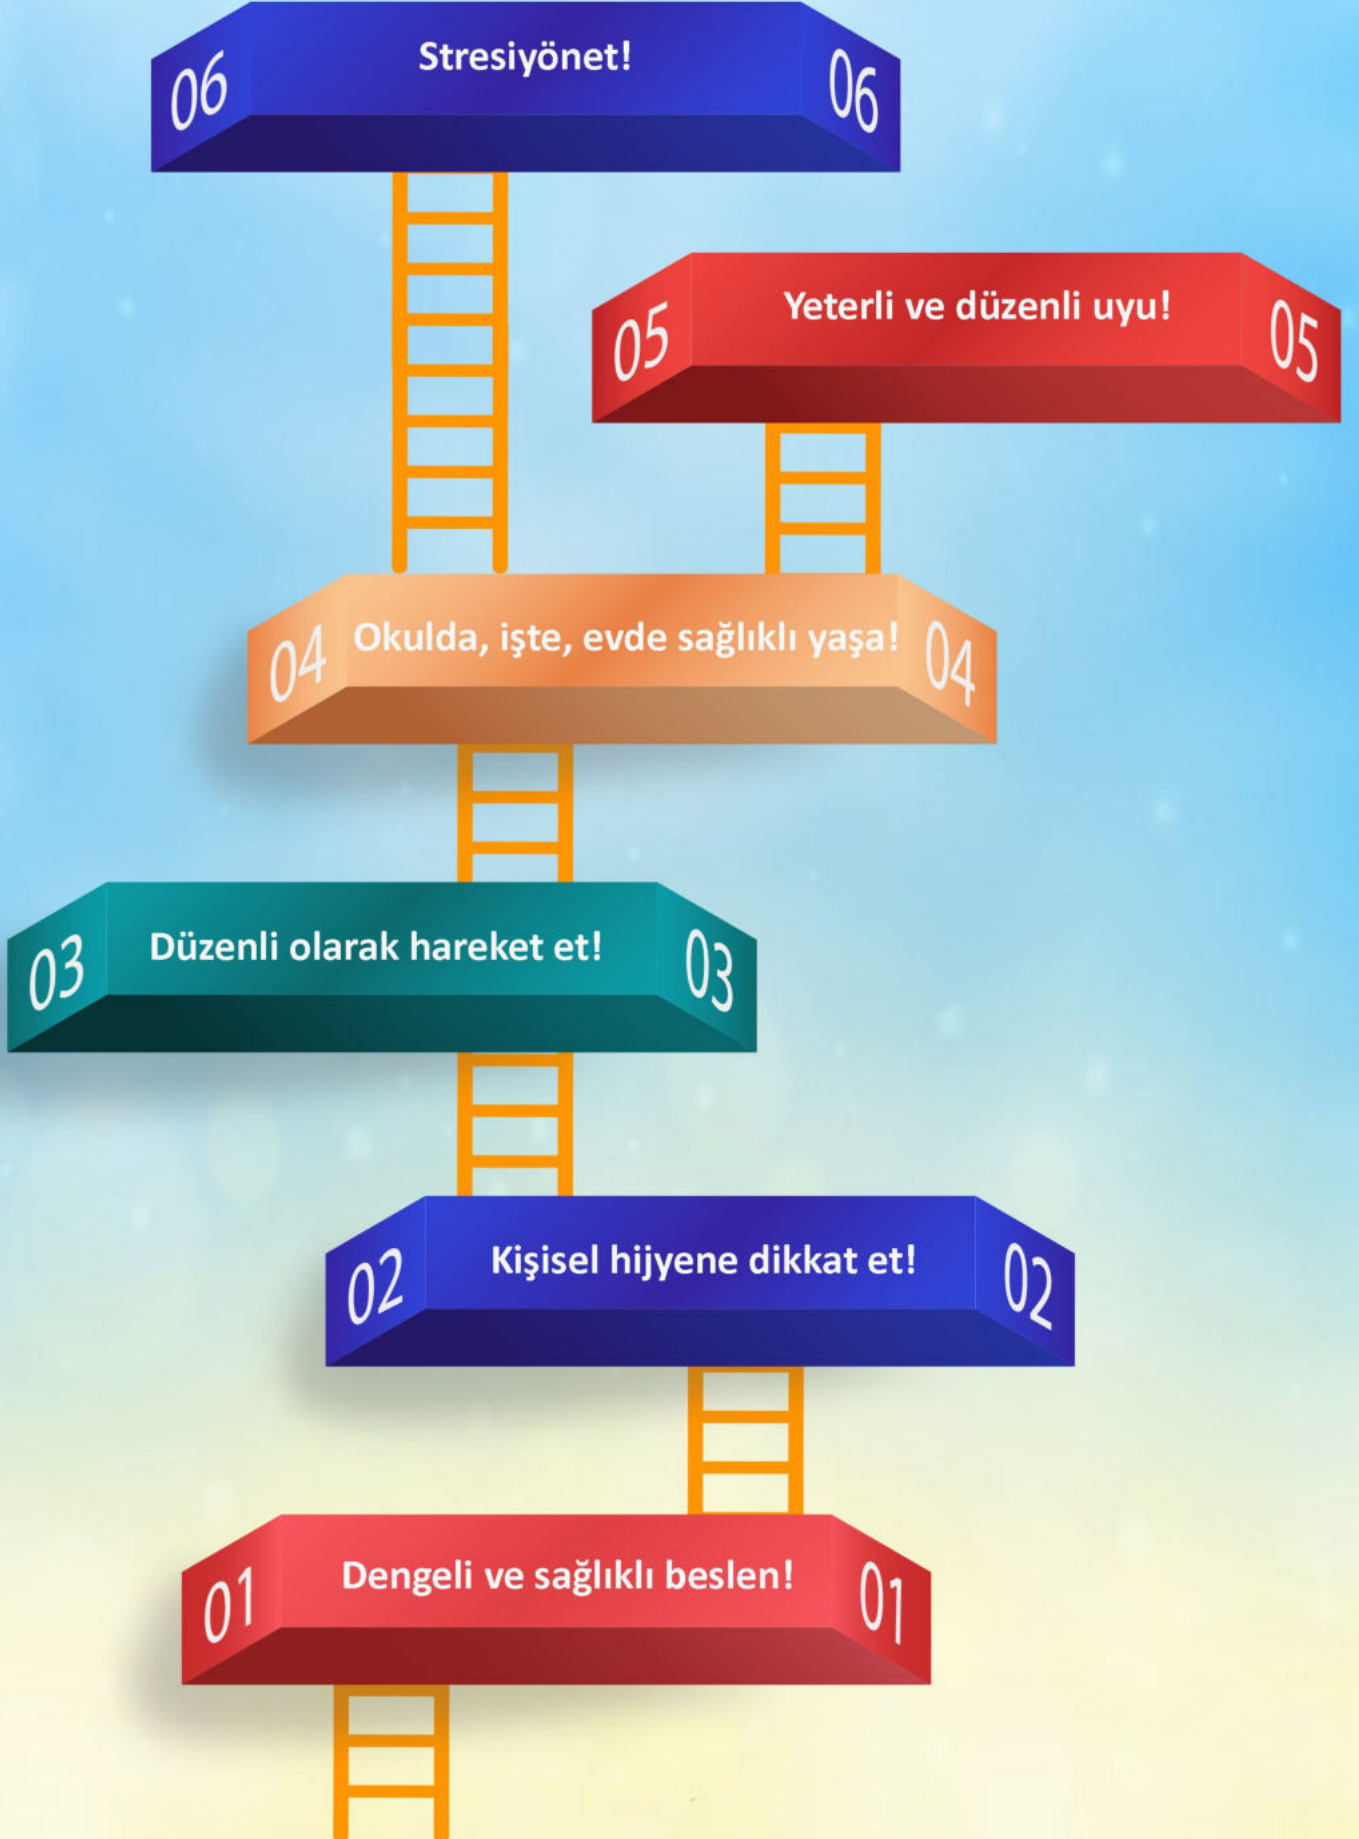 06 Stresiyönet! 06
05 Yeterli ve düzenli uyu! 05
04 Okulda, işte, evde sağlıklı yaşa! 04
03 Düzenli olarak hareket et! 03
02 Kişisel hijyene dikkat et! 02
01 Dengeli ve sağlıklı beslen! 01